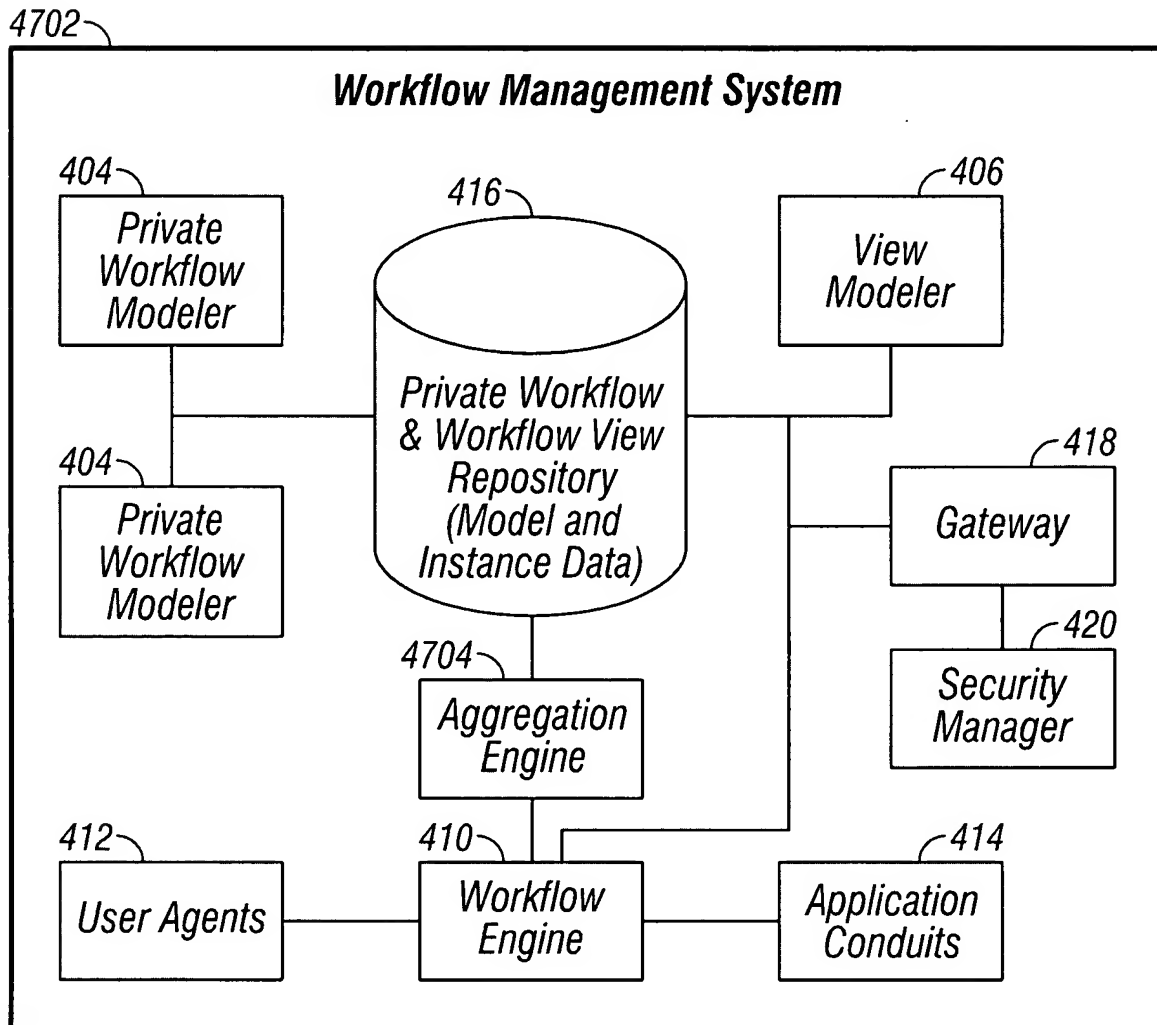 4702
Workflow Management System
404
Private
Workflow
Modeler
416
Private Workflow
& Workflow View
Repository
(Model and
Instance Data)
406
View
Modeler
404
Private
Workflow
Modeler
418
Gateway
420
Security
Manager
4704
Aggregation
Engine
412
User Agents
410
Workflow
Engine
414
Application
Conduits